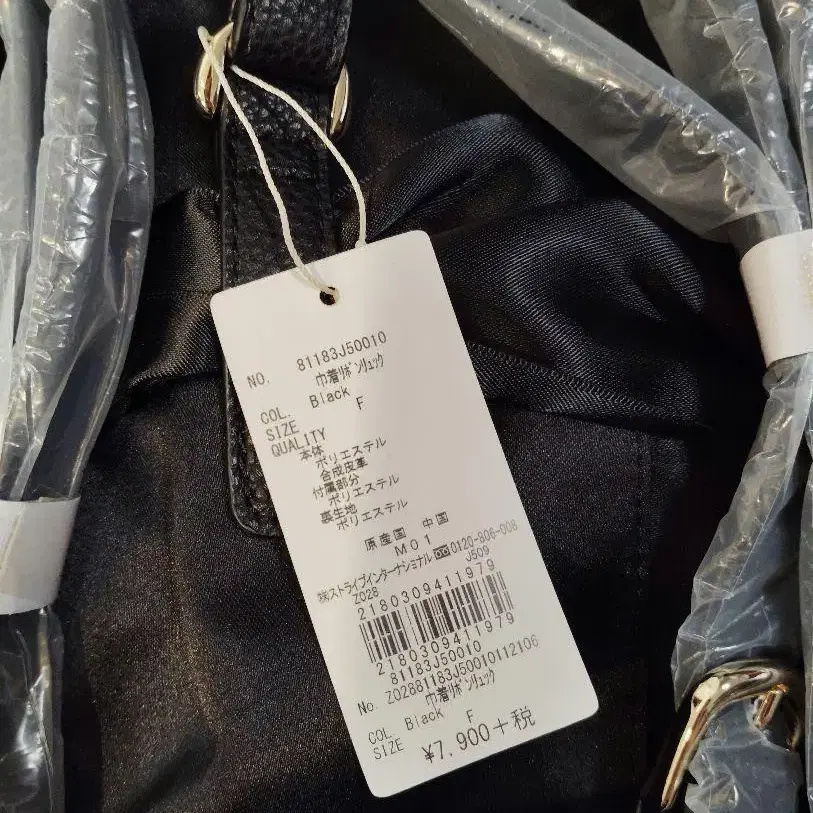 NO. 81183J50010
巾着ﾘﾎﾞﾝﾘｭｯｸ
COL. Black
SIZE F
QUALITY
本体
ポリエステル
合成皮革
付属部分
ポリエステル
裏生地
ポリエステル
原産国 中国
M01
㈱ストライプインターナショナル 0120-906-008
Z028 J509
2180309411979
2180309411979
81183J50010
No. Z02881183J50010112106
巾着ﾘﾎﾞﾝﾘｭｯｸ
COL. Black
SIZE F
¥7,900+税